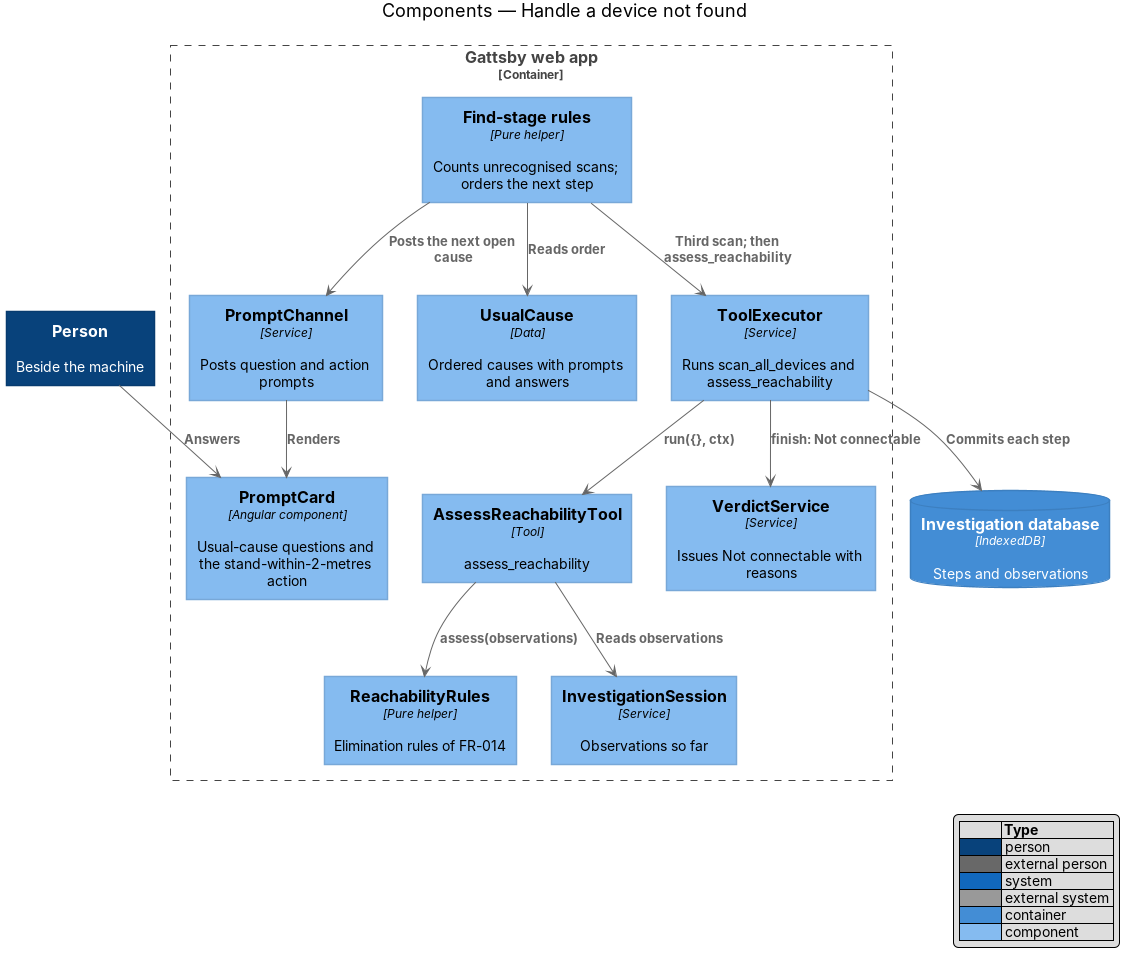 Components — Handle a device not found
Gattsby web app
[Container]
Find-stage rules
[Pure helper]
Counts unrecognised scans;
orders the next step
Posts the next open
cause
Reads order
Third scan; then
assess_reachability
Person
Beside the machine
PromptChannel
[Service]
Posts question and action
prompts
UsualCause
[Data]
Ordered causes with prompts
and answers
ToolExecutor
[Service]
Runs scan_all_devices and
assess_reachability
Answers
Renders
run({}, ctx)
finish: Not connectable
Commits each step
PromptCard
[Angular component]
Usual-cause questions and
the stand-within-2-metres
action
AssessReachabilityTool
[Tool]
assess_reachability
VerdictService
[Service]
Issues Not connectable with
reasons
Investigation database
[IndexedDB]
Steps and observations
assess(observations)
Reads observations
ReachabilityRules
[Pure helper]
Elimination rules of FR-014
InvestigationSession
[Service]
Observations so far
Type
person
external person
system
external system
container
component